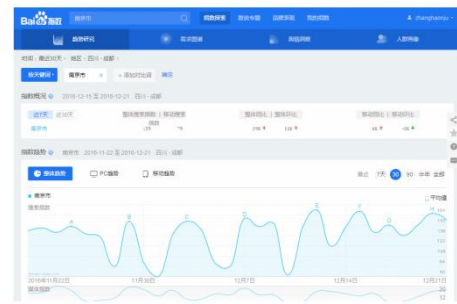 Bai百度指数 南京市 指数探索 数说专题 品牌表现 我的指数 zhanghaenju
趋势研究 需求图谱 舆情洞察 人群画像
时间:最近30天 地区:四川 - 成都
按关键词 南京市 × +添加对比词 确定
指数概况 2016-12-15 至 2016-12-21 四川 - 成都
近7天 近30天 整体搜索指数 移动搜索指数 整体同比 整体环比 移动同比 移动环比
南京市
指数趋势 南京市 2016-11-22 至 2016-12-21 四川 - 成都
整体趋势 PC趋势 移动趋势 最近 7天 30 90 半年 全部
南京市 平均值
搜索指数
A B C D E F G H
2016年11月22日 11月30日 12月7日 12月14日 12月21日
媒体指数 20
12